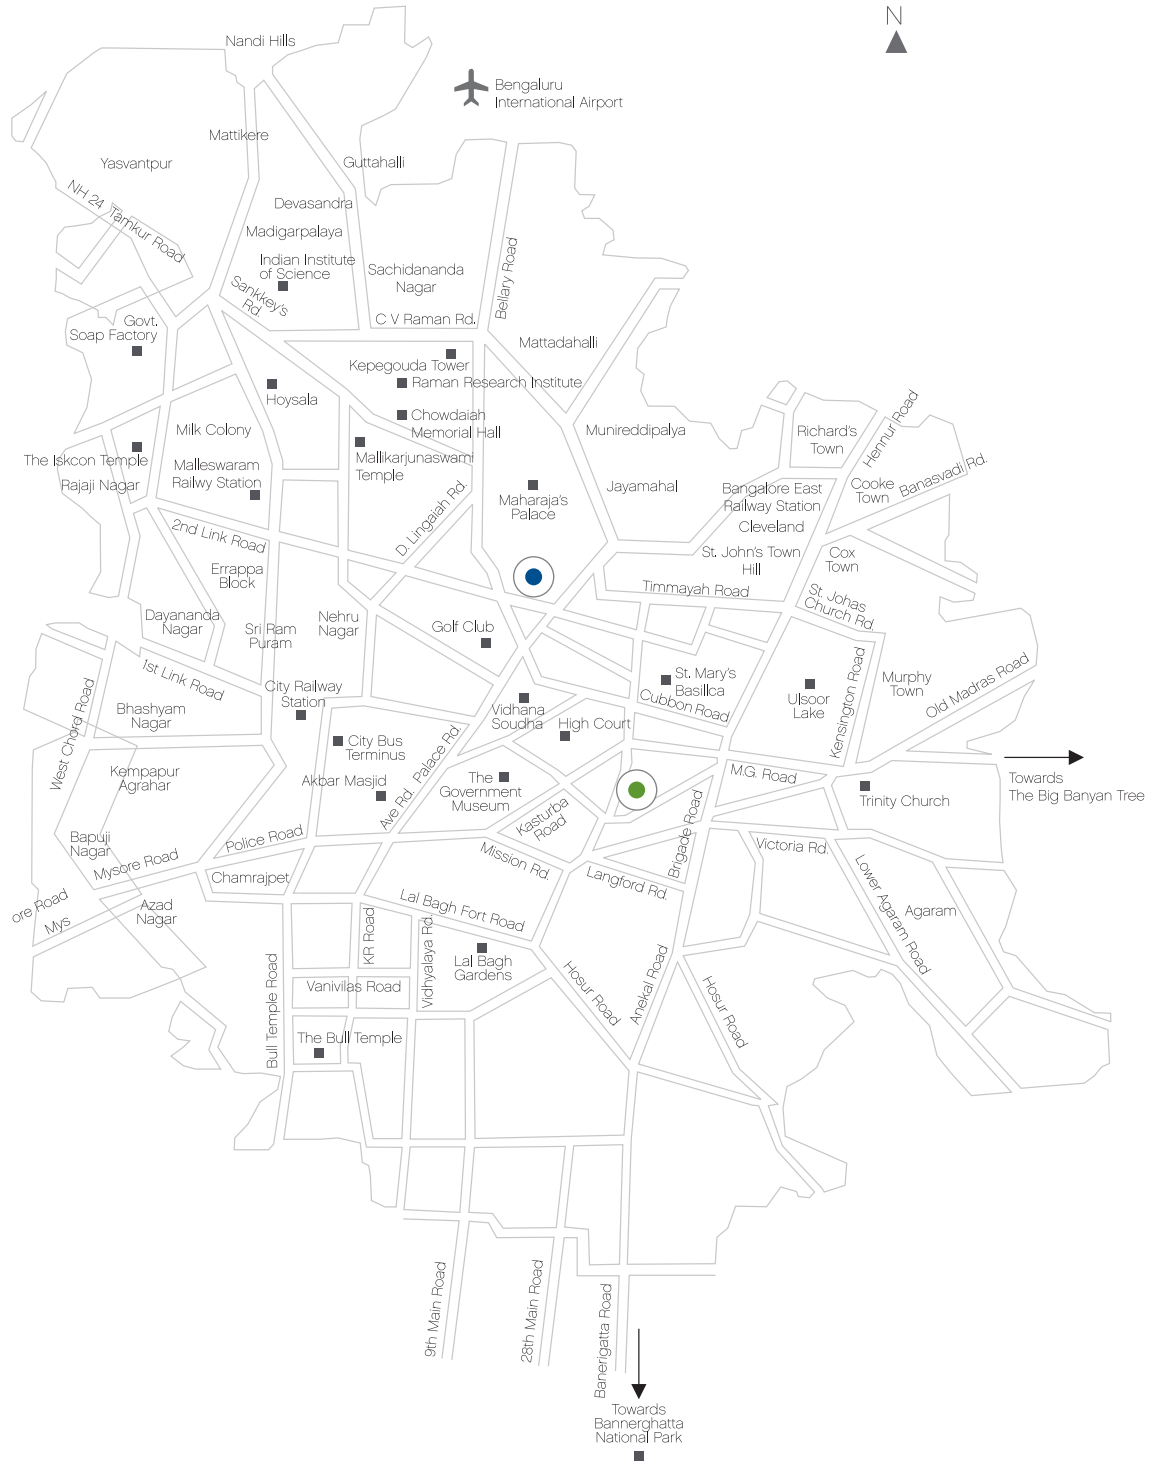 N
Nandi Hills
Bengaluru
International Airport
Mattikere
Yasvantpur
Guttahalli
NH 24 Tamkur Road
Devasandra
Madigarpalaya
Indian Institute
of Science
Sachidananda
Nagar
Bellary Road
Sankkey's
Rd.
Govt.
Soap Factory
C V Raman Rd.
Mattadahalli
Kepegouda Tower
Raman Research Institute
Hoysala
Chowdaiah
Memorial Hall
Milk Colony
Munireddipalya
Richard's
Town
Hennur Road
The Iskcon Temple
Malleswaram
Railwy Station
Mallikarjunaswami
Temple
Rajaji Nagar
Jayamahal
Maharaja's
Palace
Bangalore East
Railway Station
Cooke
Town
Banasvadi Rd.
D. Lingaiah Rd.
2nd Link Road
Cleveland
St. John's Town
Hill
Cox
Town
Errappa
Block
Timmayah Road
St. Johas
Church Rd.
Dayananda
Nagar
Sri Ram
Puram
Nehru
Nagar
Golf Club
1st Link Road
City Railway
Station
St. Mary's
Basilca
Cubbon Road
Ulsoor
Lake
Kensington Road
Murphy
Town
Old Madras Road
West Chord Road
Bhashyam
Nagar
Vidhana
Soudha
High Court
City Bus
Terminus
Palace Rd.
Ave Rd.
Kempapur
Agrahar
Akbar Masjid
The
Government
Museum
M.G. Road
Towards
The Big Banyan Tree
Trinity Church
Kasturba
Road
Bapuji
Nagar
Police Road
Mysore Road
Mission Rd.
Brigade Road
Victoria Rd.
Chamrajpet
Langford Rd.
Lower Agaram Road
ore Road
Mys
Azad
Nagar
Lal Bagh Fort Road
Agaram
KR Road
Vidhyalaya Rd.
Lal Bagh
Gardens
Hosur Road
Anekal Road
Hosur Road
Vanivilas Road
Bull Temple Road
The Bull Temple
9th Main Road
28th Main Road
Banerigatta Road
Towards
Bannerghatta
National Park